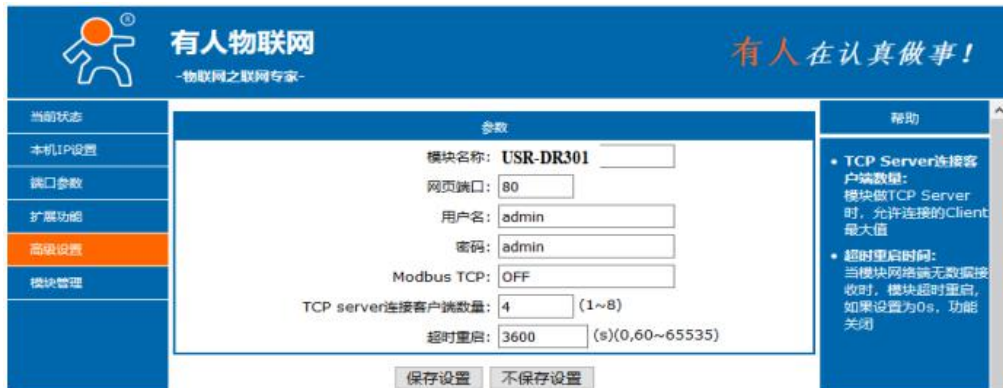 ®
有人物联网
-物联网之联网专家-
有人在认真做事!
当前状态
本机IP设置
端口参数
扩展功能
高级设置
模块管理
参数
模块名称: USR-DR301
网页端口: 80
用户名: admin
密码: admin
Modbus TCP: OFF
TCP server连接客户端数量: 4 (1~8)
超时重启: 3600 (s)(0,60~65535)
保存设置 不保存设置
帮助
• TCP Server连接客
户端数量:
模块做TCP Server
时，允许连接的Client
最大值
• 超时重启时间:
当模块网络端无数据接
收时，模块超时重启，
如果设置为0s，功能
关闭